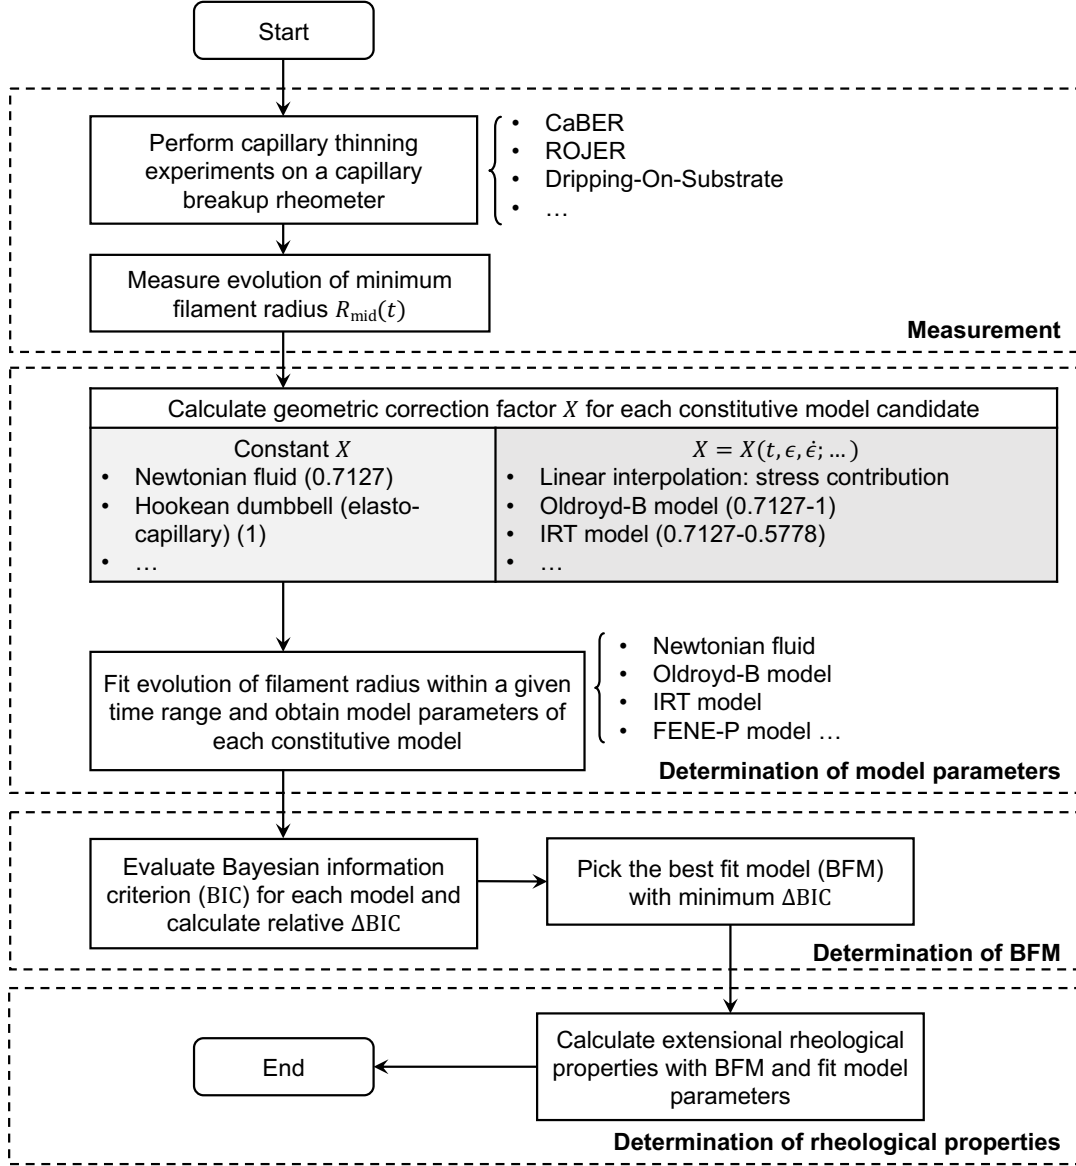 Start
Perform capillary thinning
experiments on a capillary
breakup rheometer
• CaBER
• ROJER
• Dripping-On-Substrate
• …
Measure evolution of minimum
filament radius R_mid(t)
Measurement
Calculate geometric correction factor X for each constitutive model candidate
Constant X
• Newtonian fluid (0.7127)
• Hookean dumbbell (elasto-
capillary) (1)
• …
X = X(t, ϵ, ϵ̇; …)
• Linear interpolation: stress contribution
• Oldroyd-B model (0.7127-1)
• IRT model (0.7127-0.5778)
• …
Fit evolution of filament radius within a given
time range and obtain model parameters of
each constitutive model
• Newtonian fluid
• Oldroyd-B model
• IRT model
• FENE-P model …
Determination of model parameters
Evaluate Bayesian information
criterion (BIC) for each model and
calculate relative ΔBIC
Pick the best fit model (BFM)
with minimum ΔBIC
Determination of BFM
Calculate extensional rheological
properties with BFM and fit model
parameters
End
Determination of rheological properties